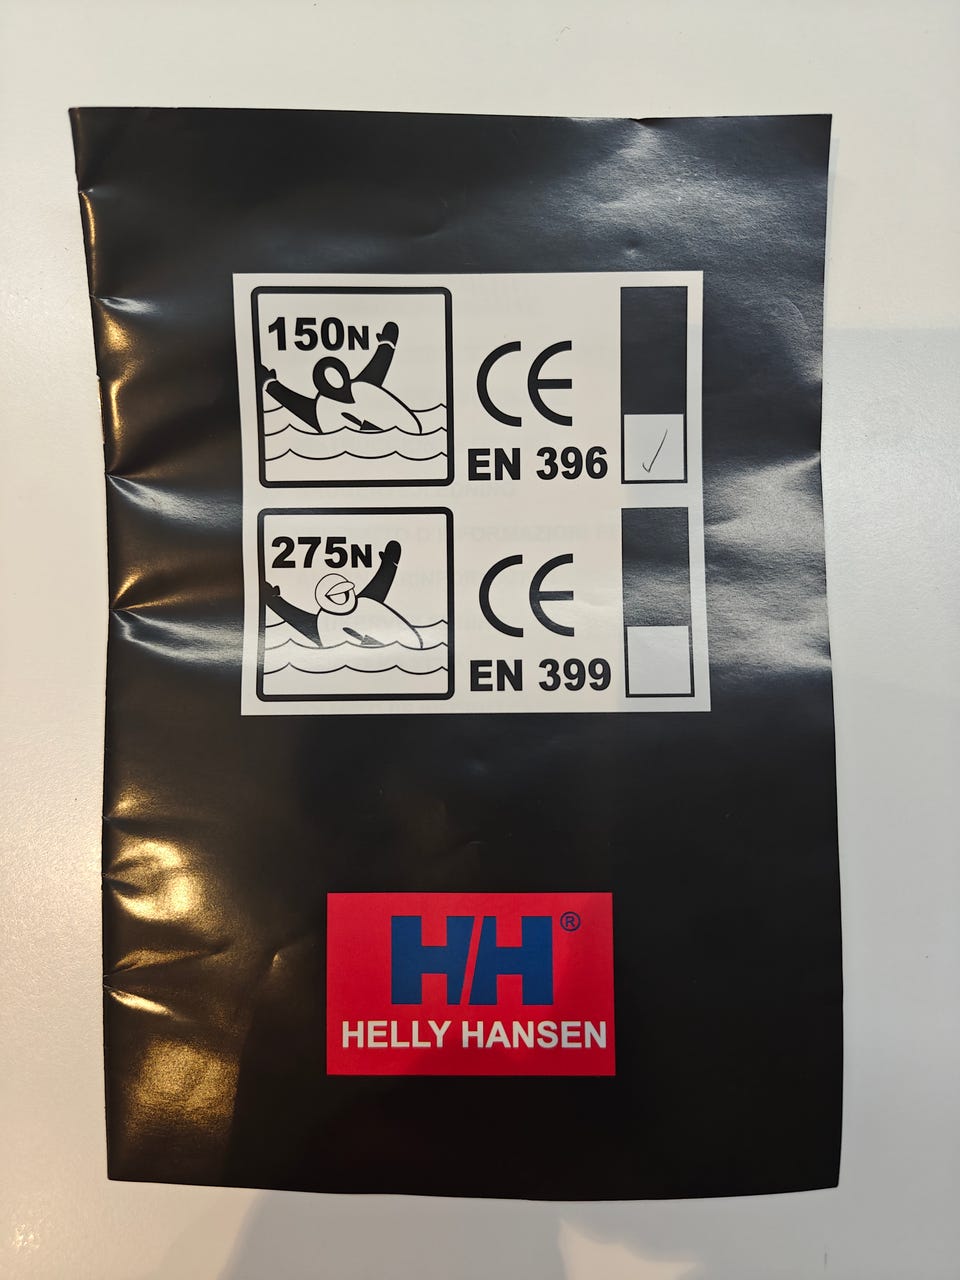 150N
CE
EN 396
275N
CE
EN 399
HH®
HELLY HANSEN